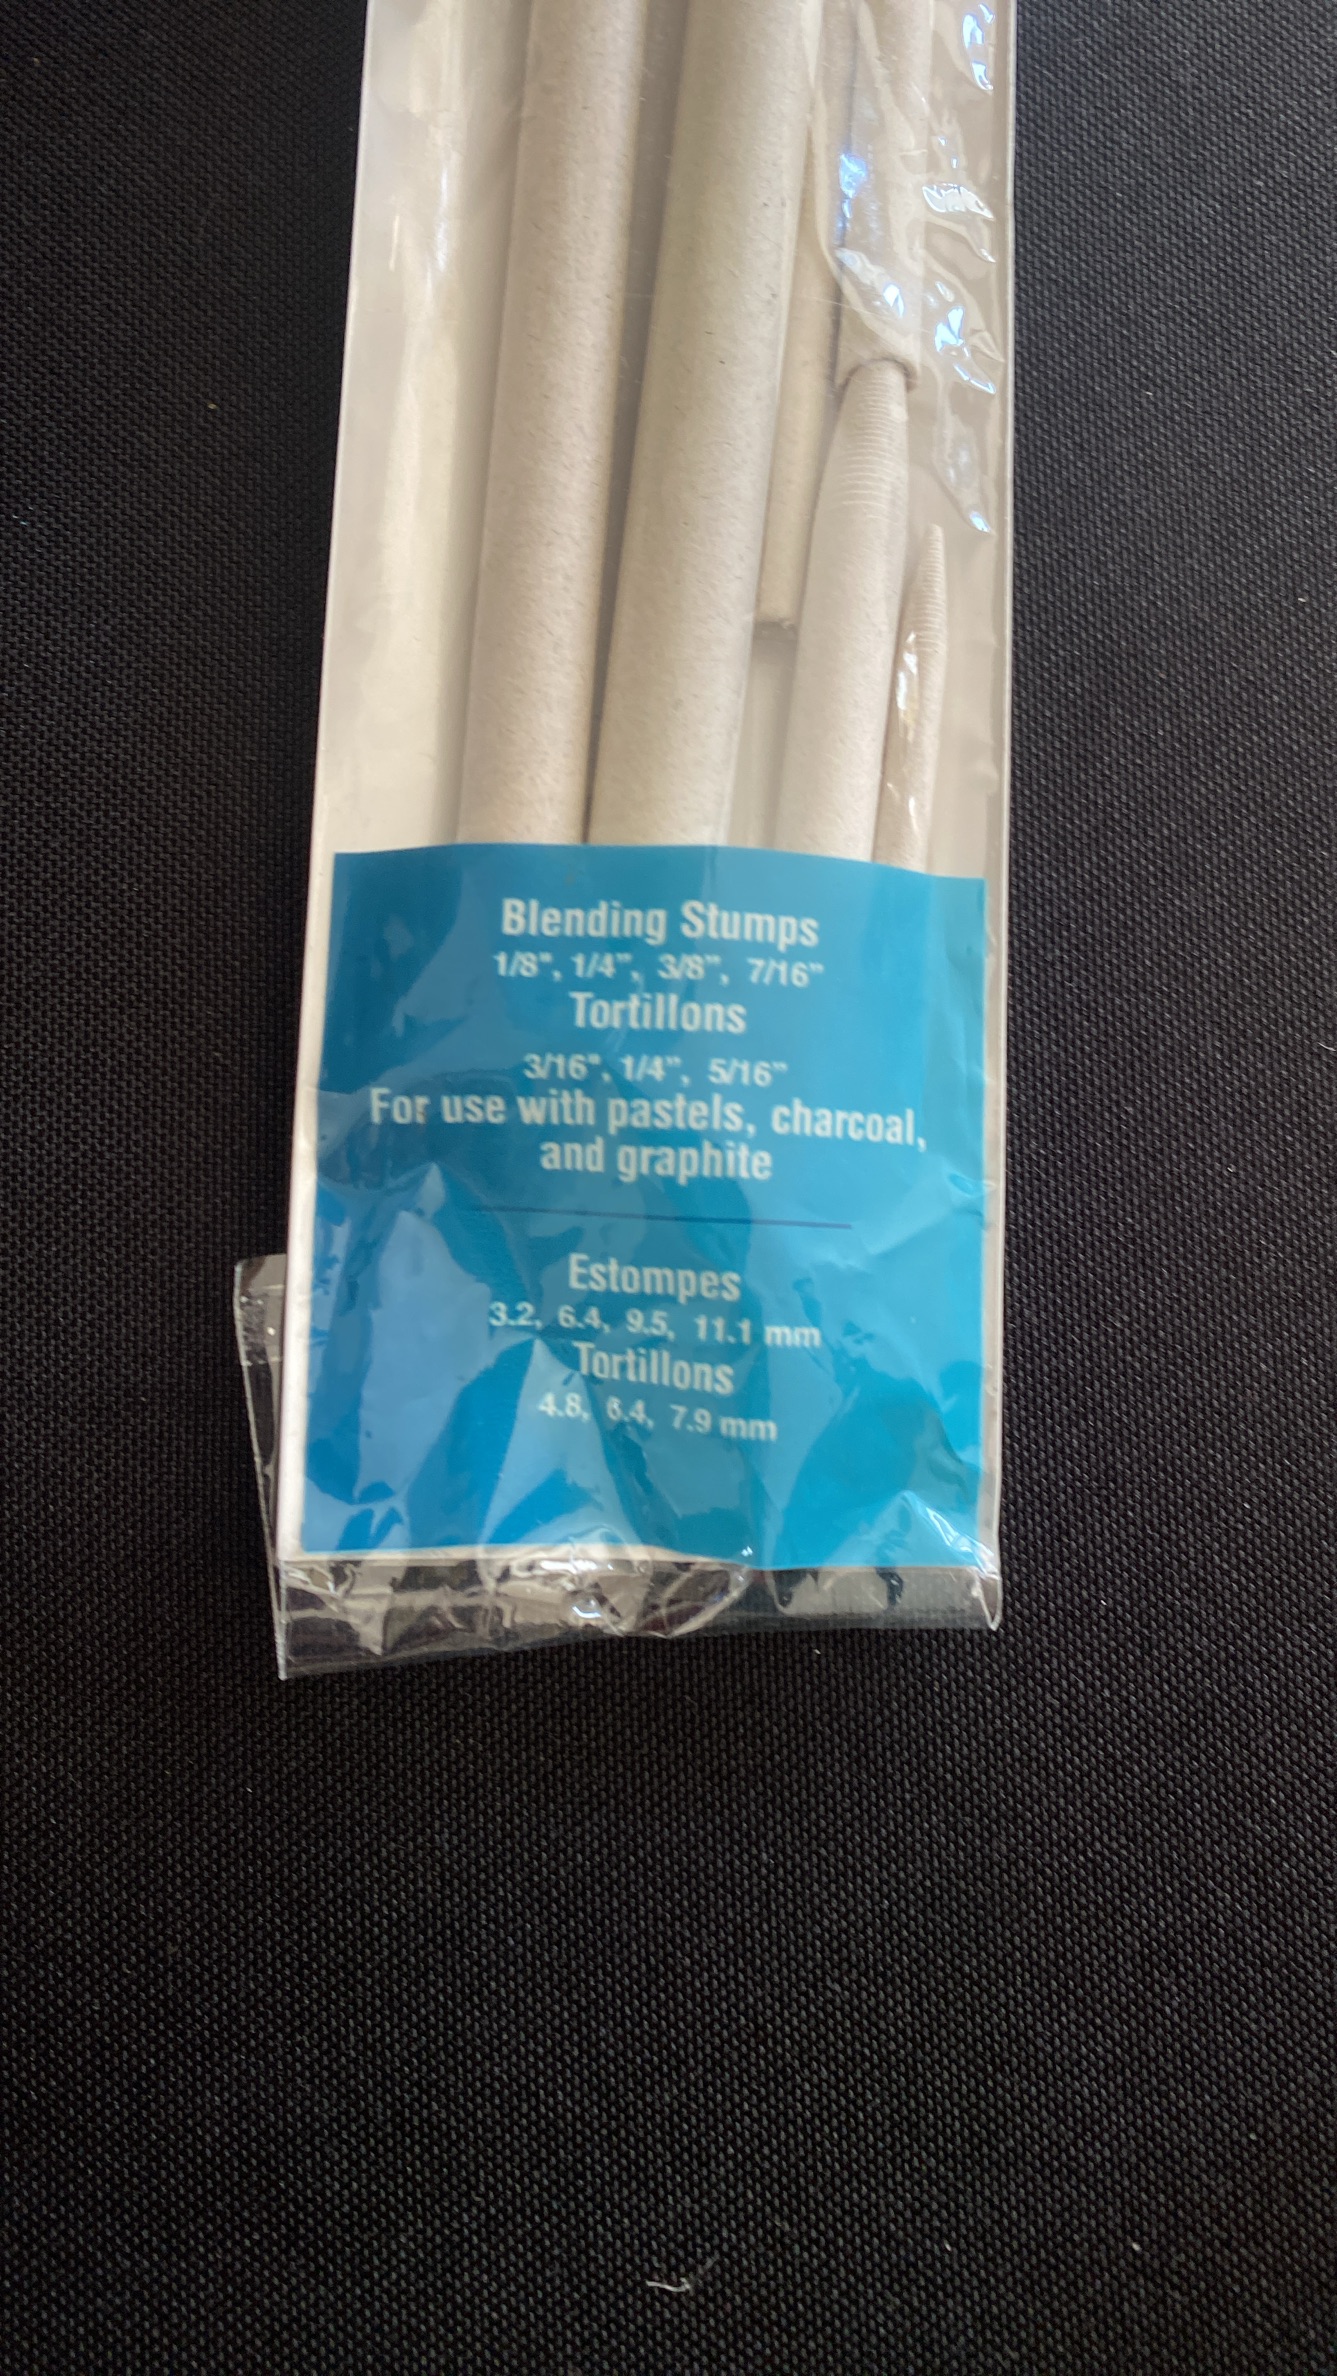 Blending Stumps
1/8", 1/4", 3/8", 7/16"
Tortillons
3/16", 1/4", 5/16"
For use with pastels, charcoal,
and graphite
Estompes
3.2, 6.4, 9.5, 11.1 mm
Tortillons
4.8, 6.4, 7.9 mm